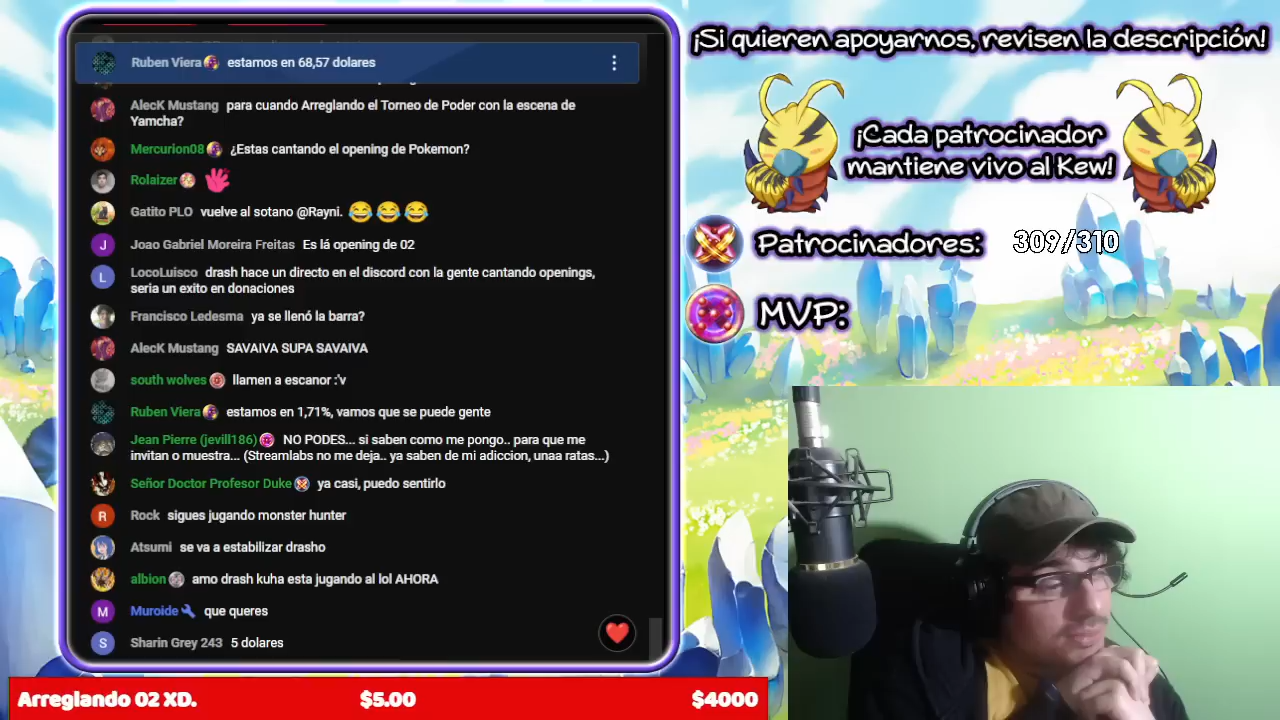 Ruben Viera estamos en 68,57 dolares
AlecK Mustang para cuando Arreglando el Torneo de Poder con la escena de
Yamcha?
Mercurion08 ¿Estas cantando el opening de Pokemon?
Rolaizer
Gatito PLO vuelve al sotano @Rayni. 😂😂😂
J Joao Gabriel Moreira Freitas Es lá opening de 02
L LocoLuisco drash hace un directo en el discord con la gente cantando openings,
seria un exito en donaciones
Francisco Ledesma ya se llenó la barra?
AlecK Mustang SAVAIVA SUPA SAVAIVA
south wolves llamen a escanor :'v
Ruben Viera estamos en 1,71%, vamos que se puede gente
Jean Pierre (jevill186) NO PODES... si saben como me pongo.. para que me
invitan o muestra... (Streamlabs no me deja.. ya saben de mi adiccion, unaa ratas...)
Señor Doctor Profesor Duke ya casi, puedo sentirlo
R Rock sigues jugando monster hunter
Atsumi se va a estabilizar drasho
albion amo drash kuha esta jugando al lol AHORA
M Muroide que queres
S Sharin Grey 243 5 dolares
Arreglando 02 XD. $5.00 $4000
¡Si quieren apoyarnos, revisen la descripción!
¡Cada patrocinador
mantiene vivo al Kew!
Patrocinadores: 309/310
MVP: